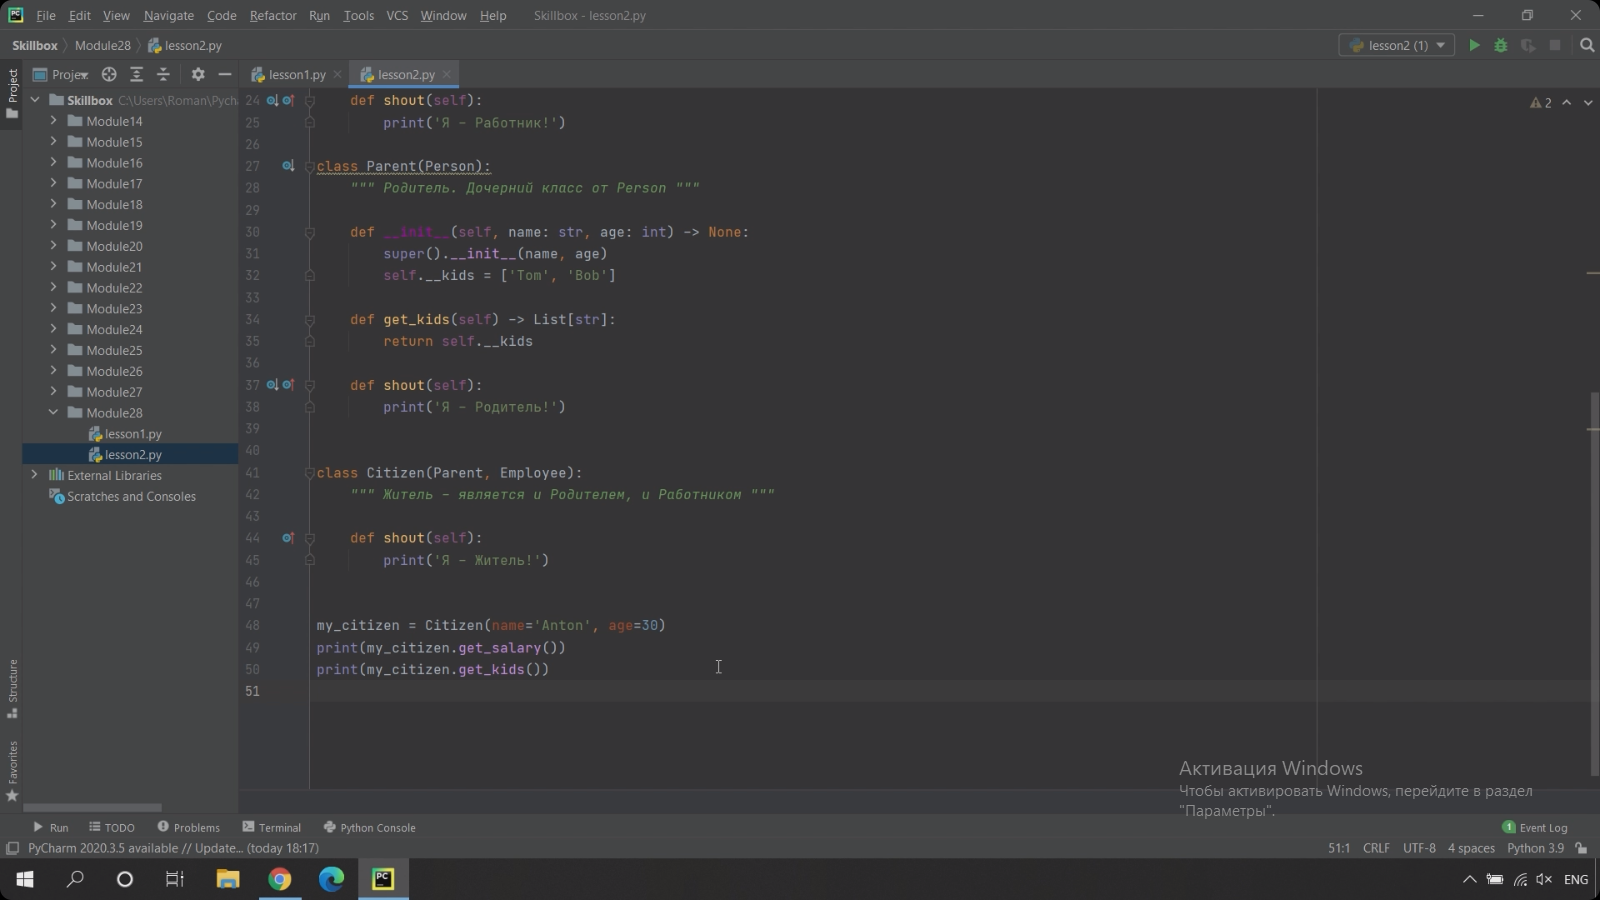 File Edit View Navigate Code Refactor Run Tools VCS Window Help Skillbox - lesson2.py
Skillbox Module28 lesson2.py lesson2 (1)
Project lesson1.py lesson2.py
Project
Skillbox C:\Users\Roman\Pych
Module14
Module15
Module16
Module17
Module18
Module19
Module20
Module21
Module22
Module23
Module24
Module25
Module26
Module27
Module28
lesson1.py
lesson2.py
External Libraries
Scratches and Consoles
Structure
Favorites
2
24 def shout(self):
25 print('Я - Работник!')
26
27 class Parent(Person):
28 """ Родитель. Дочерний класс от Person """
29
30 def __init__(self, name: str, age: int) -> None:
31 super().__init__(name, age)
32 self.__kids = ['Tom', 'Bob']
33
34 def get_kids(self) -> List[str]:
35 return self.__kids
36
37 def shout(self):
38 print('Я - Родитель!')
39
40
41 class Citizen(Parent, Employee):
42 """ Житель - является и Родителем, и Работником """
43
44 def shout(self):
45 print('Я - Житель!')
46
47
48 my_citizen = Citizen(name='Anton', age=30)
49 print(my_citizen.get_salary())
50 print(my_citizen.get_kids())
51
Активация Windows
Чтобы активировать Windows, перейдите в раздел
"Параметры".
Run TODO Problems Terminal Python Console 1 Event Log
PyCharm 2020.3.5 available // Update... (today 18:17) 51:1 CRLF UTF-8 4 spaces Python 3.9
ENG